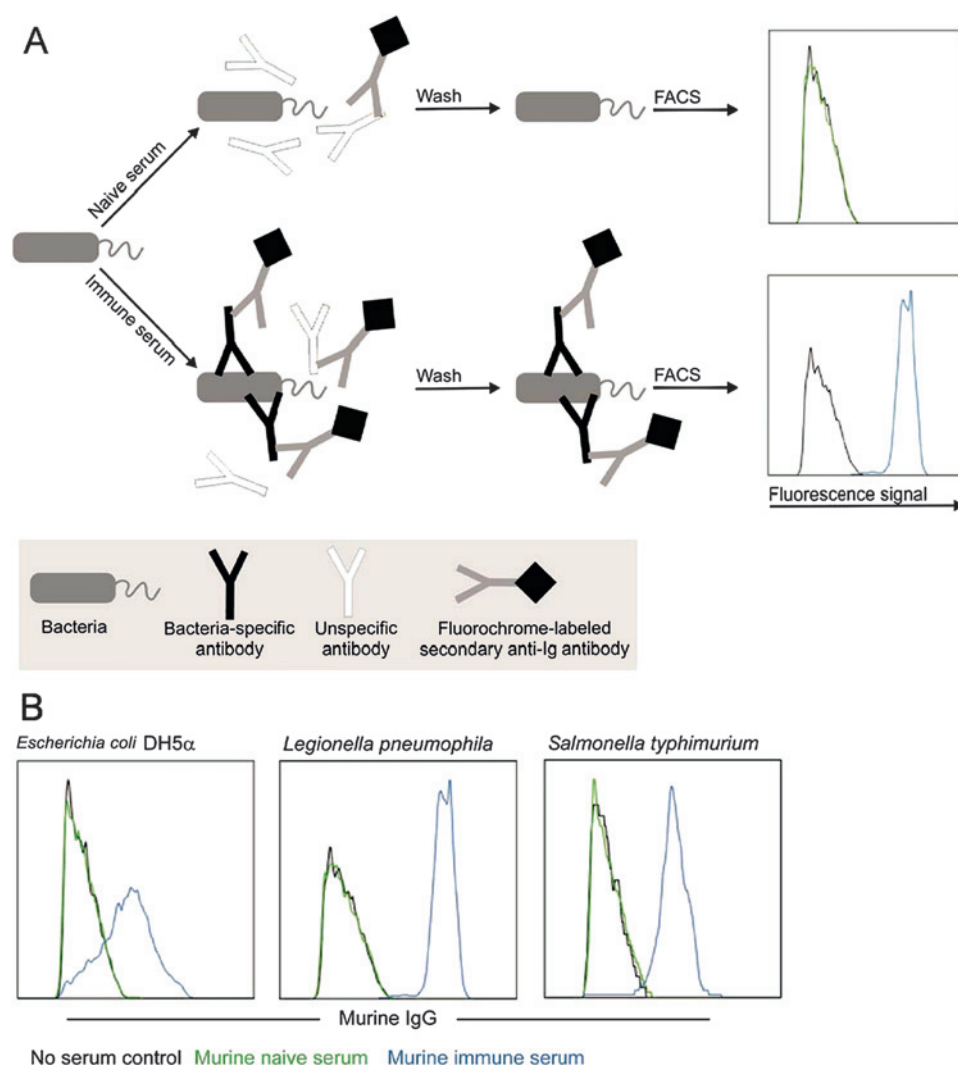 A
Naive serum
Wash
FACS
Immune serum
Wash
FACS
Fluorescence signal
Bacteria
Bacteria-specific
antibody
Unspecific
antibody
Fluorochrome-labeled
secondary anti-Ig antibody
B
Escherichia coli DH5α
Legionella pneumophila
Salmonella typhimurium
Murine IgG
No serum control Murine naive serum Murine immune serum